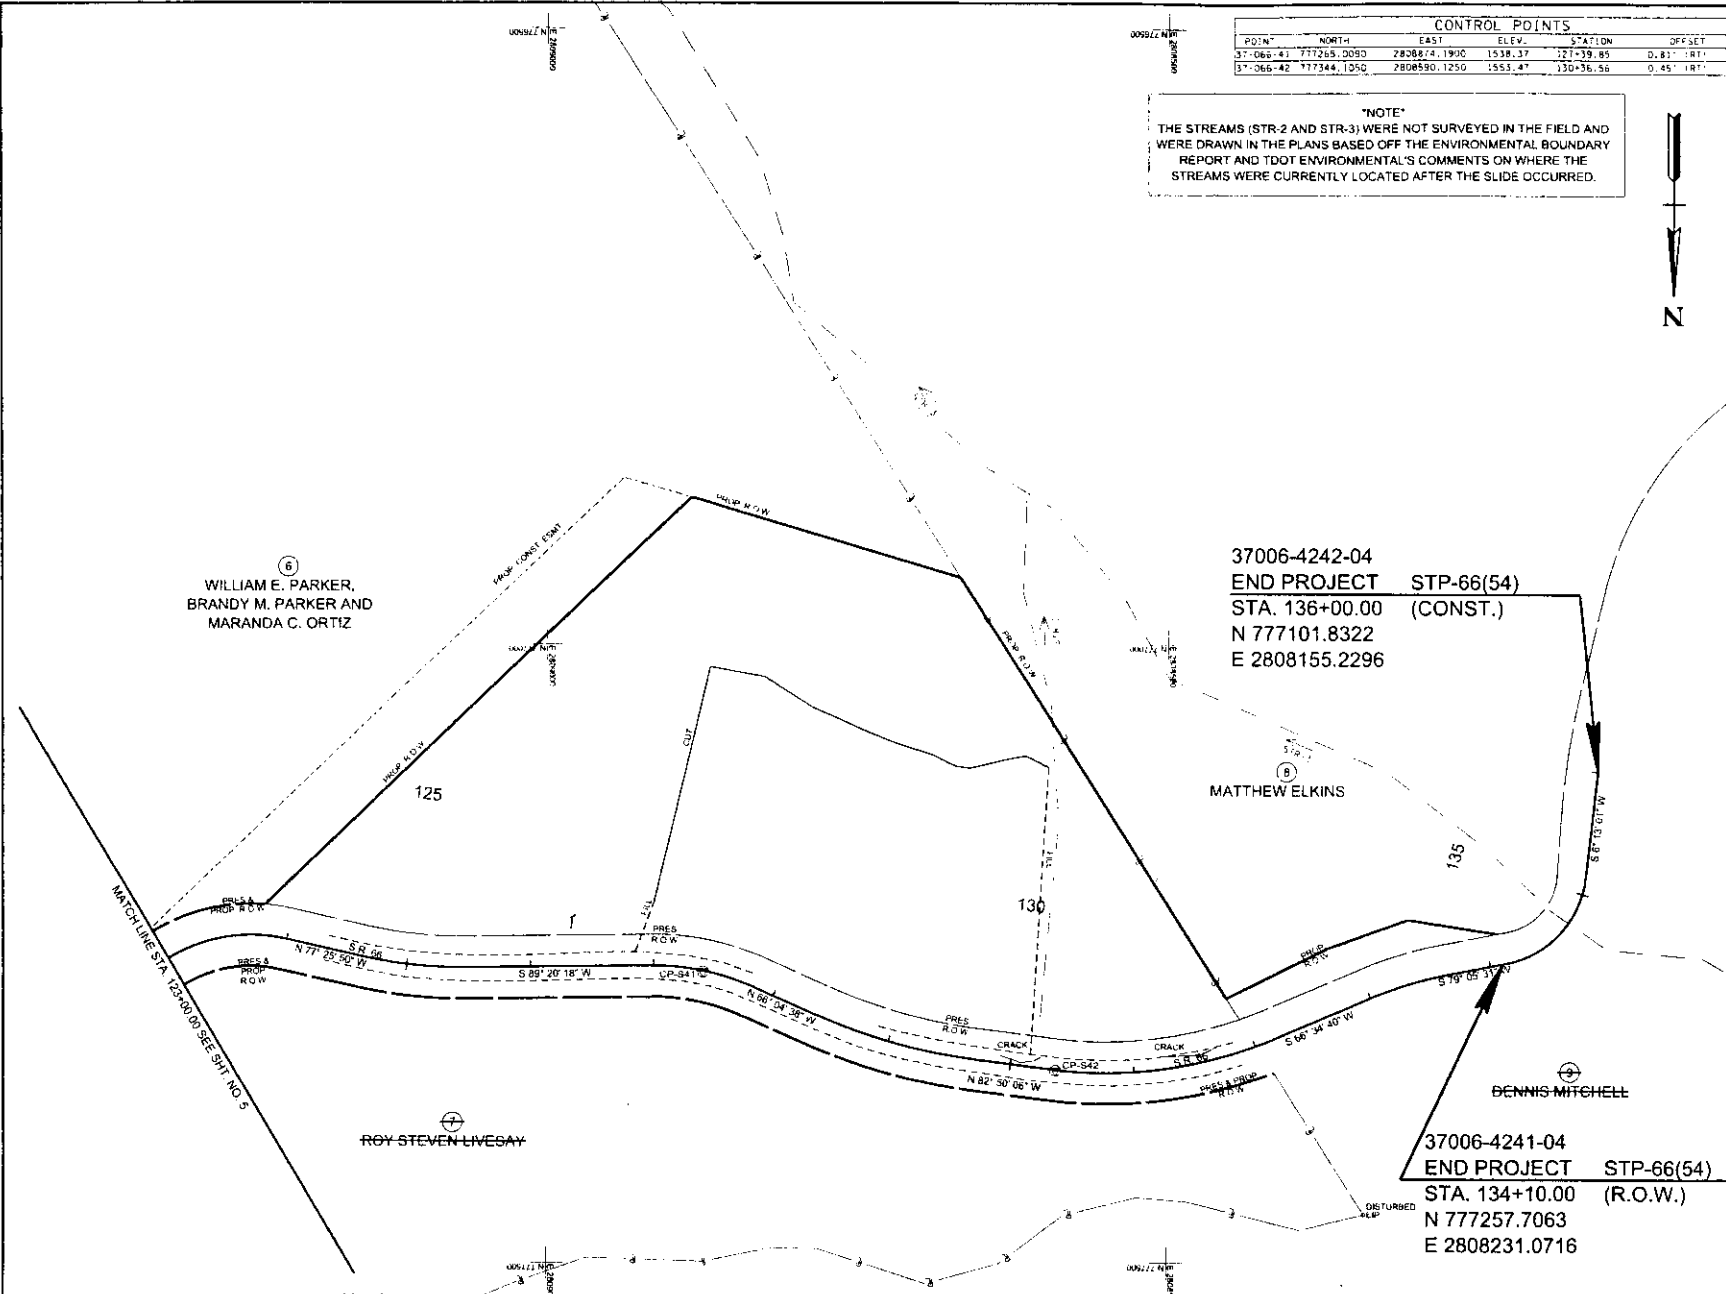 CONTROL POINTS
POINT NORTH EAST ELEV. STATION OFFSET
37-066-41 777265.0090 2808874.1900 1538.37 127+39.85
37-066-42 777344.1050 2808590.1250 1553.47 130+36.56
*NOTE*
THE STREAMS (STR-2 AND STR-3) WERE NOT SURVEYED IN THE FIELD AND
WERE DRAWN IN THE PLANS BASED OFF THE ENVIRONMENTAL BOUNDARY
REPORT AND TDOT ENVIRONMENTAL'S COMMENTS ON WHERE THE
STREAMS WERE CURRENTLY LOCATED AFTER THE SLIDE OCCURRED.
N
PROP R.O.W
PROP CONST ESMT
6
WILLIAM E. PARKER,
BRANDY M. PARKER AND
MARANDA C. ORTIZ
37006-4242-04
END PROJECT STP-66(54)
STA. 136+00.00 (CONST.)
N 777101.8322
E 2808155.2296
PROP R.O.W
CUT
PROP R.O.W
125
8
MATTHEW ELKINS
135
FILL
130
PRES &
PROP R.O.W
FILL
PRES
R.O.W
S.R. 66
N 77° 25' 50" W
S 89° 20' 18" W
CP-S41
PRES &
PROP
R.O.W
N 66° 04' 38" W
PROP
R.O.W
S 79° 05' 31" W
S 66° 34' 40" W
PRES
R.O.W
CRACK
CRACK
CP-S42
S.R. 66
N 82° 50' 06" W
PRES & PROP
R.O.W
MATCH LINE STA. 123+00.00 SEE SHT. NO. 5
7
ROY STEVEN LIVESAY
9
DENNIS MITCHELL
37006-4241-04
END PROJECT STP-66(54)
STA. 134+10.00 (R.O.W.)
N 777257.7063
E 2808231.0716
DISTURBED